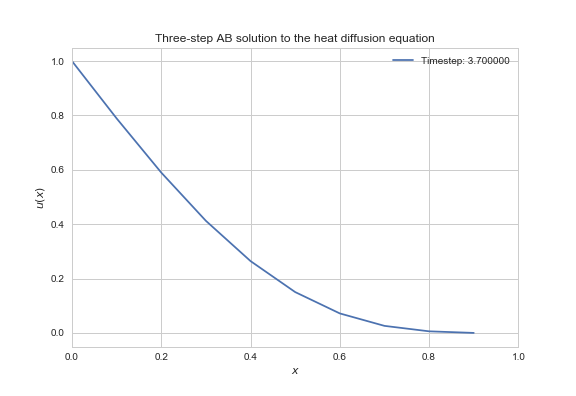 Three-step AB solution to the heat diffusion equation
Timestep: 3.700000
1.0
0.8
0.6
0.4
0.2
0.0
u(x)
0.0 0.2 0.4 0.6 0.8 1.0
x